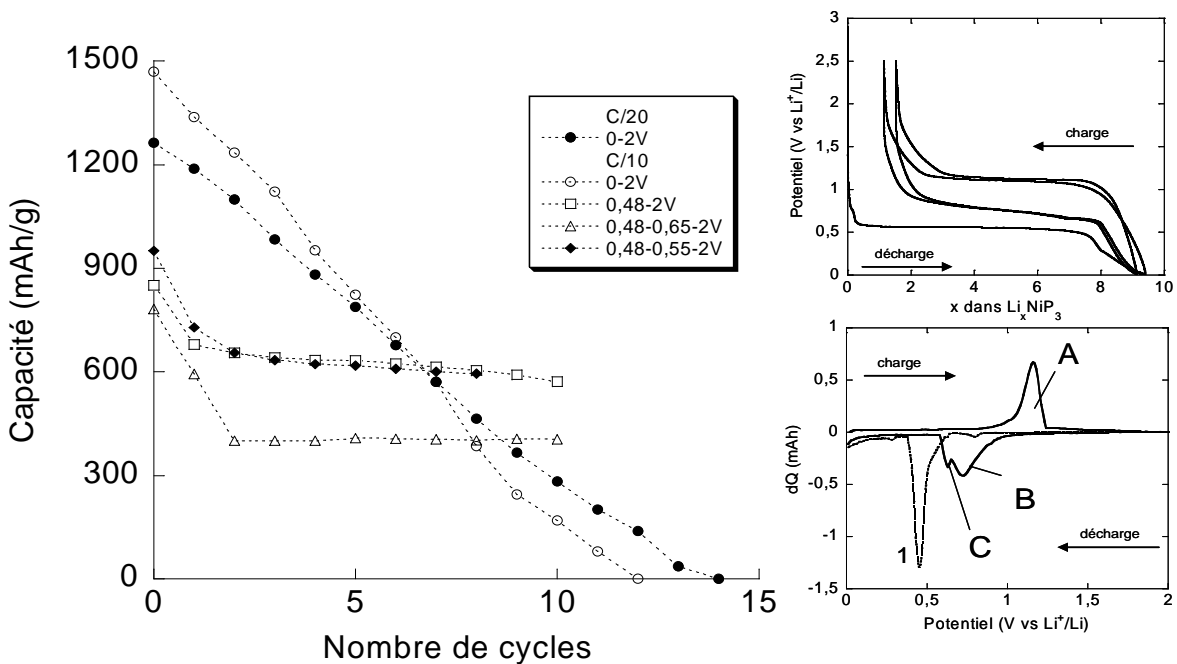 Capacité (mAh/g)
1500
1200
900
600
300
0
0
5
10
15
Nombre de cycles
C/20
0-2V
C/10
0-2V
0,48-2V
0,48-0,65-2V
0,48-0,55-2V
Potentiel (V vs Li⁺/Li)
3
2,5
2
1,5
1
0,5
0
charge
décharge
0
2
4
6
8
10
x dans LiₓNiP₃
dQ (mAh)
1
0,5
0
-0,5
-1
-1,5
charge
A
B
C
1
décharge
0
0,5
1
1,5
2
Potentiel (V vs Li⁺/Li)